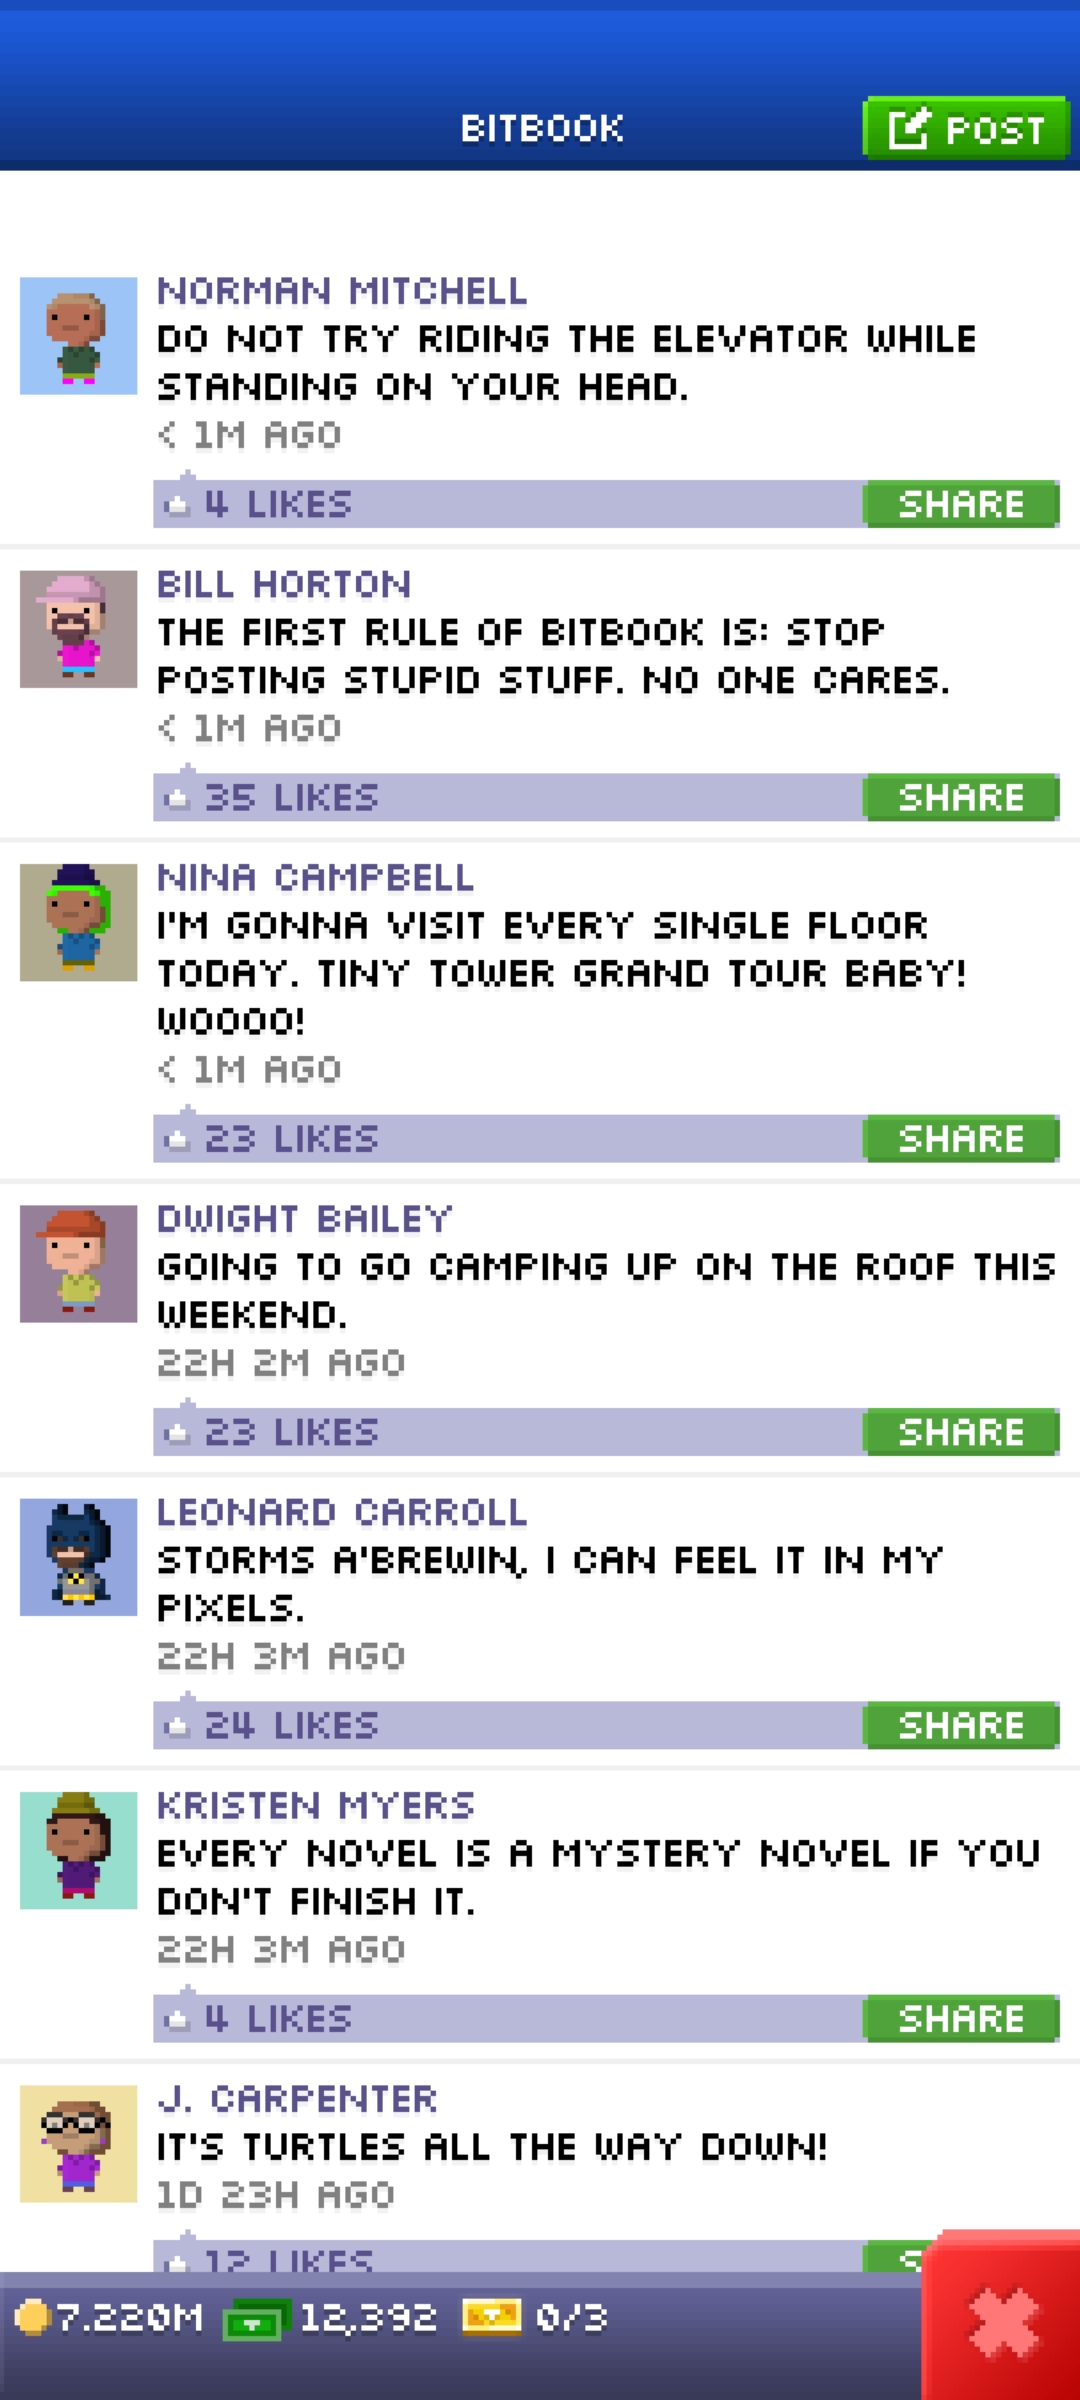 BITBOOK
POST
NORMAN MITCHELL
DO NOT TRY RIDING THE ELEVATOR WHILE
STANDING ON YOUR HEAD.
< 1M AGO
4 LIKES
SHARE
BILL HORTON
THE FIRST RULE OF BITBOOK IS: STOP
POSTING STUPID STUFF. NO ONE CARES.
< 1M AGO
35 LIKES
SHARE
NINA CAMPBELL
I'M GONNA VISIT EVERY SINGLE FLOOR
TODAY. TINY TOWER GRAND TOUR BABY!
WOOOO!
< 1M AGO
23 LIKES
SHARE
DWIGHT BAILEY
GOING TO GO CAMPING UP ON THE ROOF THIS
WEEKEND.
22H 2M AGO
23 LIKES
SHARE
LEONARD CARROLL
STORMS A'BREWIN, I CAN FEEL IT IN MY
PIXELS.
22H 3M AGO
24 LIKES
SHARE
KRISTEN MYERS
EVERY NOVEL IS A MYSTERY NOVEL IF YOU
DON'T FINISH IT.
22H 3M AGO
4 LIKES
SHARE
J. CARPENTER
IT'S TURTLES ALL THE WAY DOWN!
1D 23H AGO
12 LIKES
7.220M
12,392
0/3